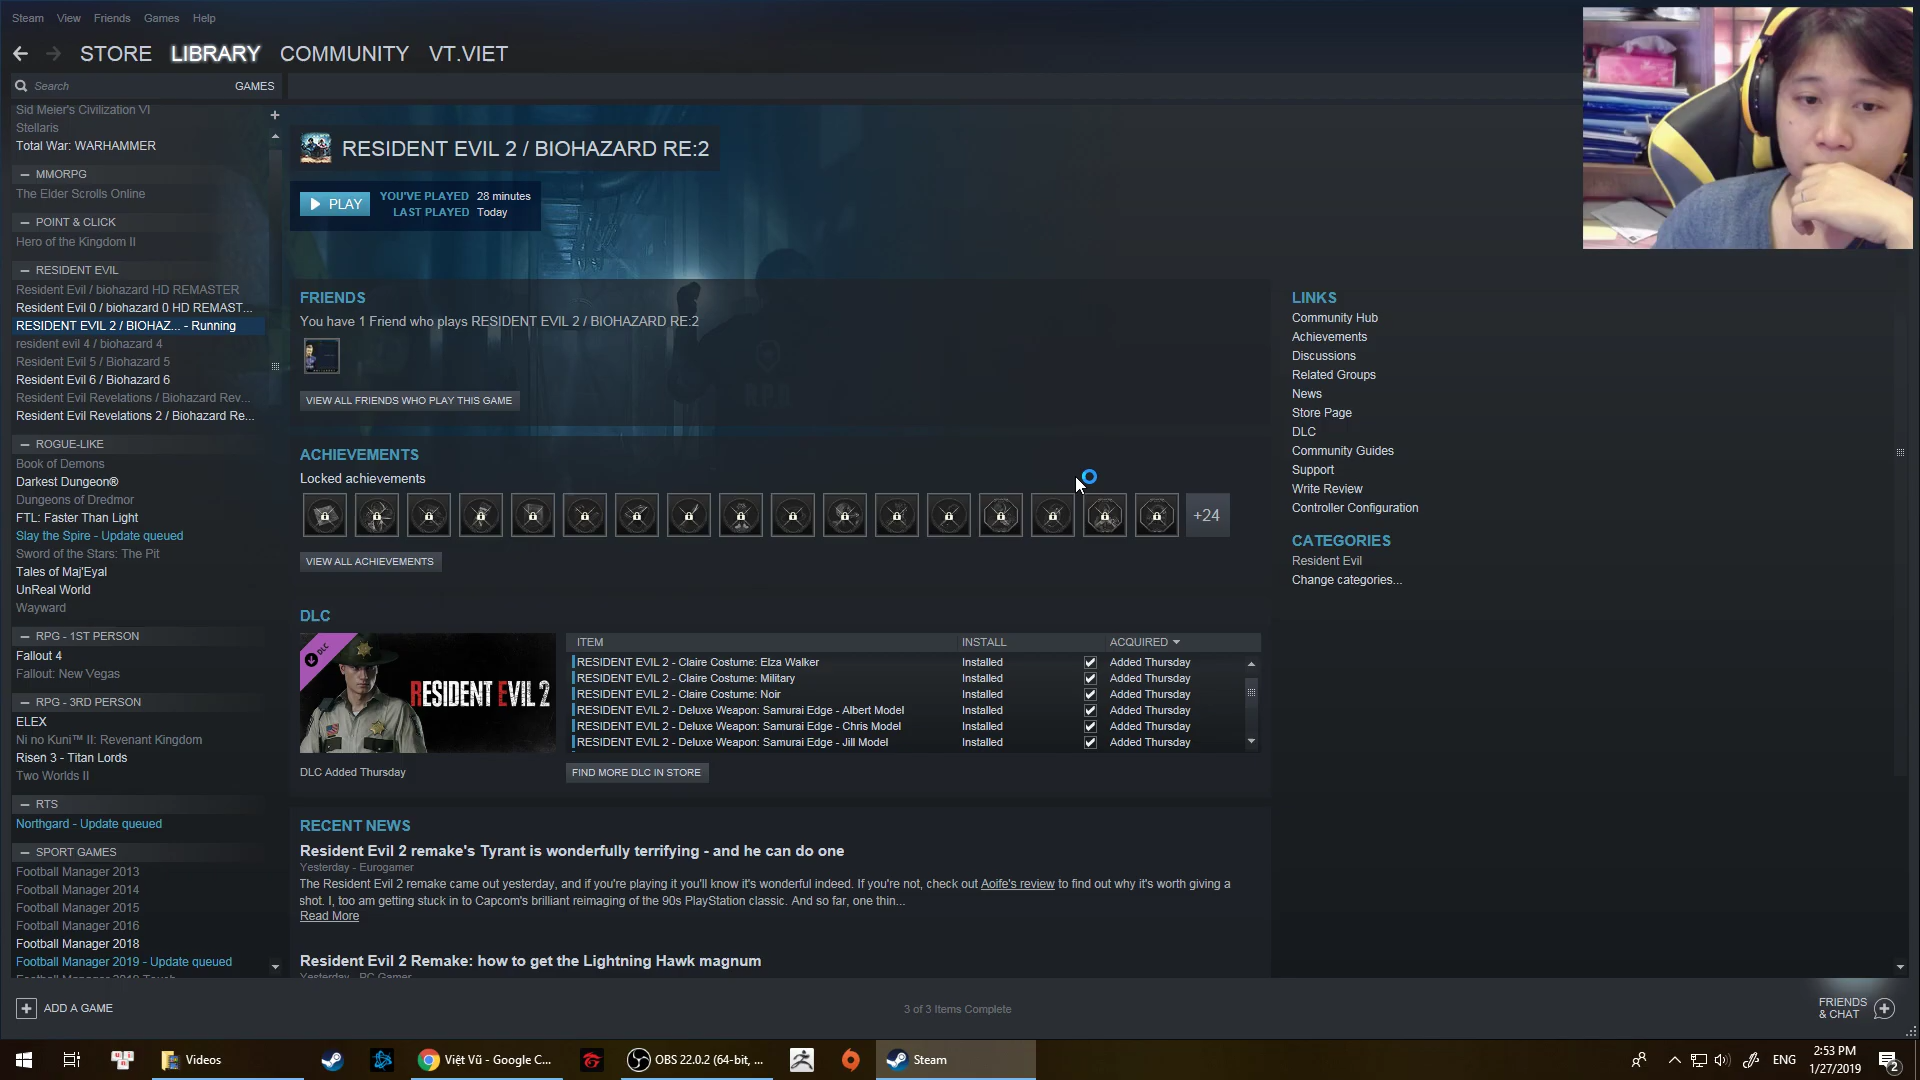 Steam View Friends Games Help
STORE LIBRARY COMMUNITY VT.VIET
Search GAMES
Sid Meier's Civilization VI
Stellaris
Total War: WARHAMMER
MMORPG
The Elder Scrolls Online
POINT & CLICK
Hero of the Kingdom II
RESIDENT EVIL
Resident Evil / biohazard HD REMASTER
Resident Evil 0 / biohazard 0 HD REMAST...
RESIDENT EVIL 2 / BIOHAZ... - Running
resident evil 4 / biohazard 4
Resident Evil 5 / Biohazard 5
Resident Evil 6 / Biohazard 6
Resident Evil Revelations / Biohazard Rev...
Resident Evil Revelations 2 / Biohazard Re...
ROGUE-LIKE
Book of Demons
Darkest Dungeon®
Dungeons of Dredmor
FTL: Faster Than Light
Slay the Spire - Update queued
Sword of the Stars: The Pit
Tales of Maj'Eyal
UnReal World
Wayward
RPG - 1ST PERSON
Fallout 4
Fallout: New Vegas
RPG - 3RD PERSON
ELEX
Ni no Kuni™ II: Revenant Kingdom
Risen 3 - Titan Lords
Two Worlds II
RTS
Northgard - Update queued
SPORT GAMES
Football Manager 2013
Football Manager 2014
Football Manager 2015
Football Manager 2016
Football Manager 2018
Football Manager 2019 - Update queued
Football Manager 2018 Touch
ADD A GAME
RESIDENT EVIL 2 / BIOHAZARD RE:2
PLAY
YOU'VE PLAYED 28 minutes
LAST PLAYED Today
FRIENDS
You have 1 Friend who plays RESIDENT EVIL 2 / BIOHAZARD RE:2
VIEW ALL FRIENDS WHO PLAY THIS GAME
RPD
ACHIEVEMENTS
Locked achievements
+24
VIEW ALL ACHIEVEMENTS
DLC
DLC
RESIDENT EVIL 2
DLC Added Thursday
ITEM INSTALL ACQUIRED
RESIDENT EVIL 2 - Claire Costume: Elza Walker Installed Added Thursday
RESIDENT EVIL 2 - Claire Costume: Military Installed Added Thursday
RESIDENT EVIL 2 - Claire Costume: Noir Installed Added Thursday
RESIDENT EVIL 2 - Deluxe Weapon: Samurai Edge - Albert Model Installed Added Thursday
RESIDENT EVIL 2 - Deluxe Weapon: Samurai Edge - Chris Model Installed Added Thursday
RESIDENT EVIL 2 - Deluxe Weapon: Samurai Edge - Jill Model Installed Added Thursday
FIND MORE DLC IN STORE
RECENT NEWS
Resident Evil 2 remake's Tyrant is wonderfully terrifying - and he can do one
Yesterday - Eurogamer
The Resident Evil 2 remake came out yesterday, and if you're playing it you'll know it's wonderful indeed. If you're not, check out Aoife's review to find out why it's worth giving a
shot. I, too am getting stuck in to Capcom's brilliant reimaging of the 90s PlayStation classic. And so far, one thin...
Read More
Resident Evil 2 Remake: how to get the Lightning Hawk magnum
Yesterday - PC Gamer
LINKS
Community Hub
Achievements
Discussions
Related Groups
News
Store Page
DLC
Community Guides
Support
Write Review
Controller Configuration
CATEGORIES
Resident Evil
Change categories...
3 of 3 Items Complete
FRIENDS
& CHAT
Videos
Việt Vũ - Google C...
OBS 22.0.2 (64-bit, ...
Steam
ENG
2:53 PM
1/27/2019
2